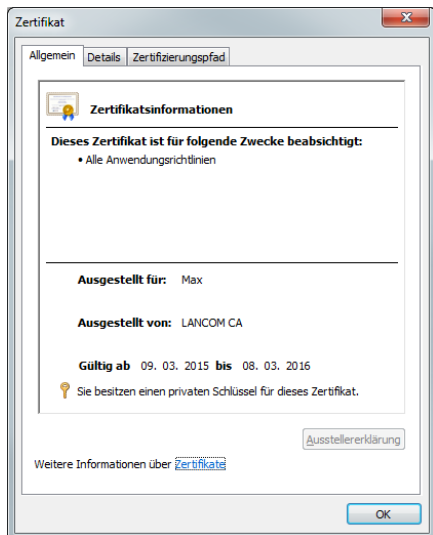 Zertifikat
Allgemein Details Zertifizierungspfad
Zertifikatsinformationen
Dieses Zertifikat ist für folgende Zwecke beabsichtigt:
• Alle Anwendungsrichtlinien
Ausgestellt für: Max
Ausgestellt von: LANCOM CA
Gültig ab 09. 03. 2015 bis 08. 03. 2016
Sie besitzen einen privaten Schlüssel für dieses Zertifikat.
Ausstellererklärung
Weitere Informationen über Zertifikate
OK